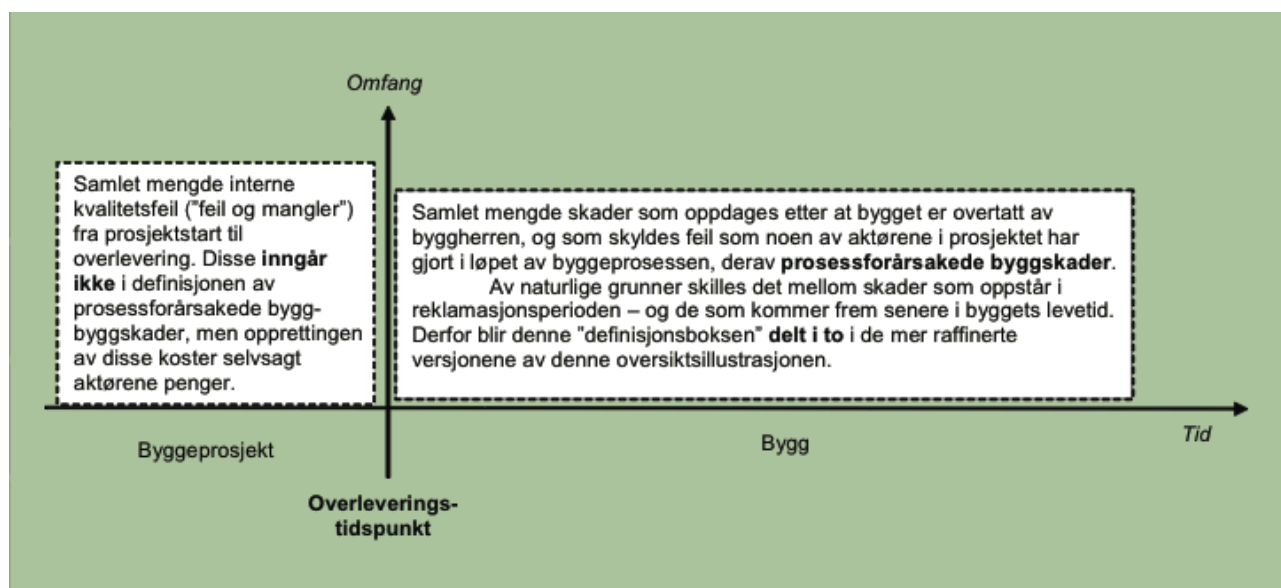 Omfang
Samlet mengde interne
kvalitetsfeil ("feil og mangler")
fra prosjektstart til
overlevering. Disse inngår
ikke i definisjonen av
prosessforårsakede bygg-
byggskader, men opprettingen
av disse koster selvsagt
aktørene penger.
Samlet mengde skader som oppdages etter at bygget er overtatt av
byggherren, og som skyldes feil som noen av aktørene i prosjektet har
gjort i løpet av byggeprosessen, derav prosessforårsakede byggskader.
Av naturlige grunner skilles det mellom skader som oppstår i
reklamasjonsperioden – og de som kommer frem senere i byggets levetid.
Derfor blir denne "definisjonsboksen" delt i to i de mer raffinerte
versjonene av denne oversiktsillustrasjonen.
Byggeprosjekt
Bygg
Tid
Overleverings-
tidspunkt